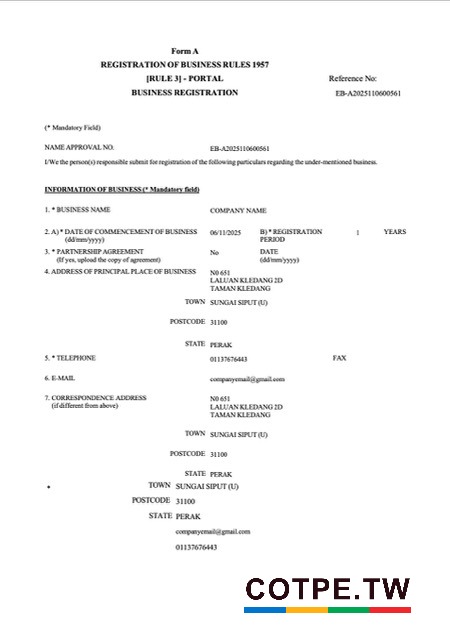 Form A
REGISTRATION OF BUSINESS RULES 1957
[RULE 3] - PORTAL Reference No:
BUSINESS REGISTRATION EB-A2025110600561
(* Mandatory Field)
NAME APPROVAL NO. EB-A2025110600561
I/We the person(s) responsible submit for registration of the following particulars regarding the under-mentioned business.
INFORMATION OF BUSINESS (* Mandatory field)
1. * BUSINESS NAME COMPANY NAME
2. A) * DATE OF COMMENCEMENT OF BUSINESS 06/11/2025 B) * REGISTRATION 1 YEARS
(dd/mm/yyyy) PERIOD
3. * PARTNERSHIP AGREEMENT No DATE
(If yes, upload the copy of agreement) (dd/mm/yyyy)
4. ADDRESS OF PRINCIPAL PLACE OF BUSINESS N0 651
LALUAN KLEDANG 2D
TAMAN KLEDANG
TOWN SUNGAI SIPUT (U)
POSTCODE 31100
STATE PERAK
5. * TELEPHONE 01137676443 FAX
6. E-MAIL companyemail@gmail.com
7. CORRESPONDENCE ADDRESS N0 651
(if different from above) LALUAN KLEDANG 2D
TAMAN KLEDANG
TOWN SUNGAI SIPUT (U)
POSTCODE 31100
STATE PERAK
• TOWN SUNGAI SIPUT (U)
POSTCODE 31100
STATE PERAK
companyemail@gmail.com
01137676443
COTPE.TW